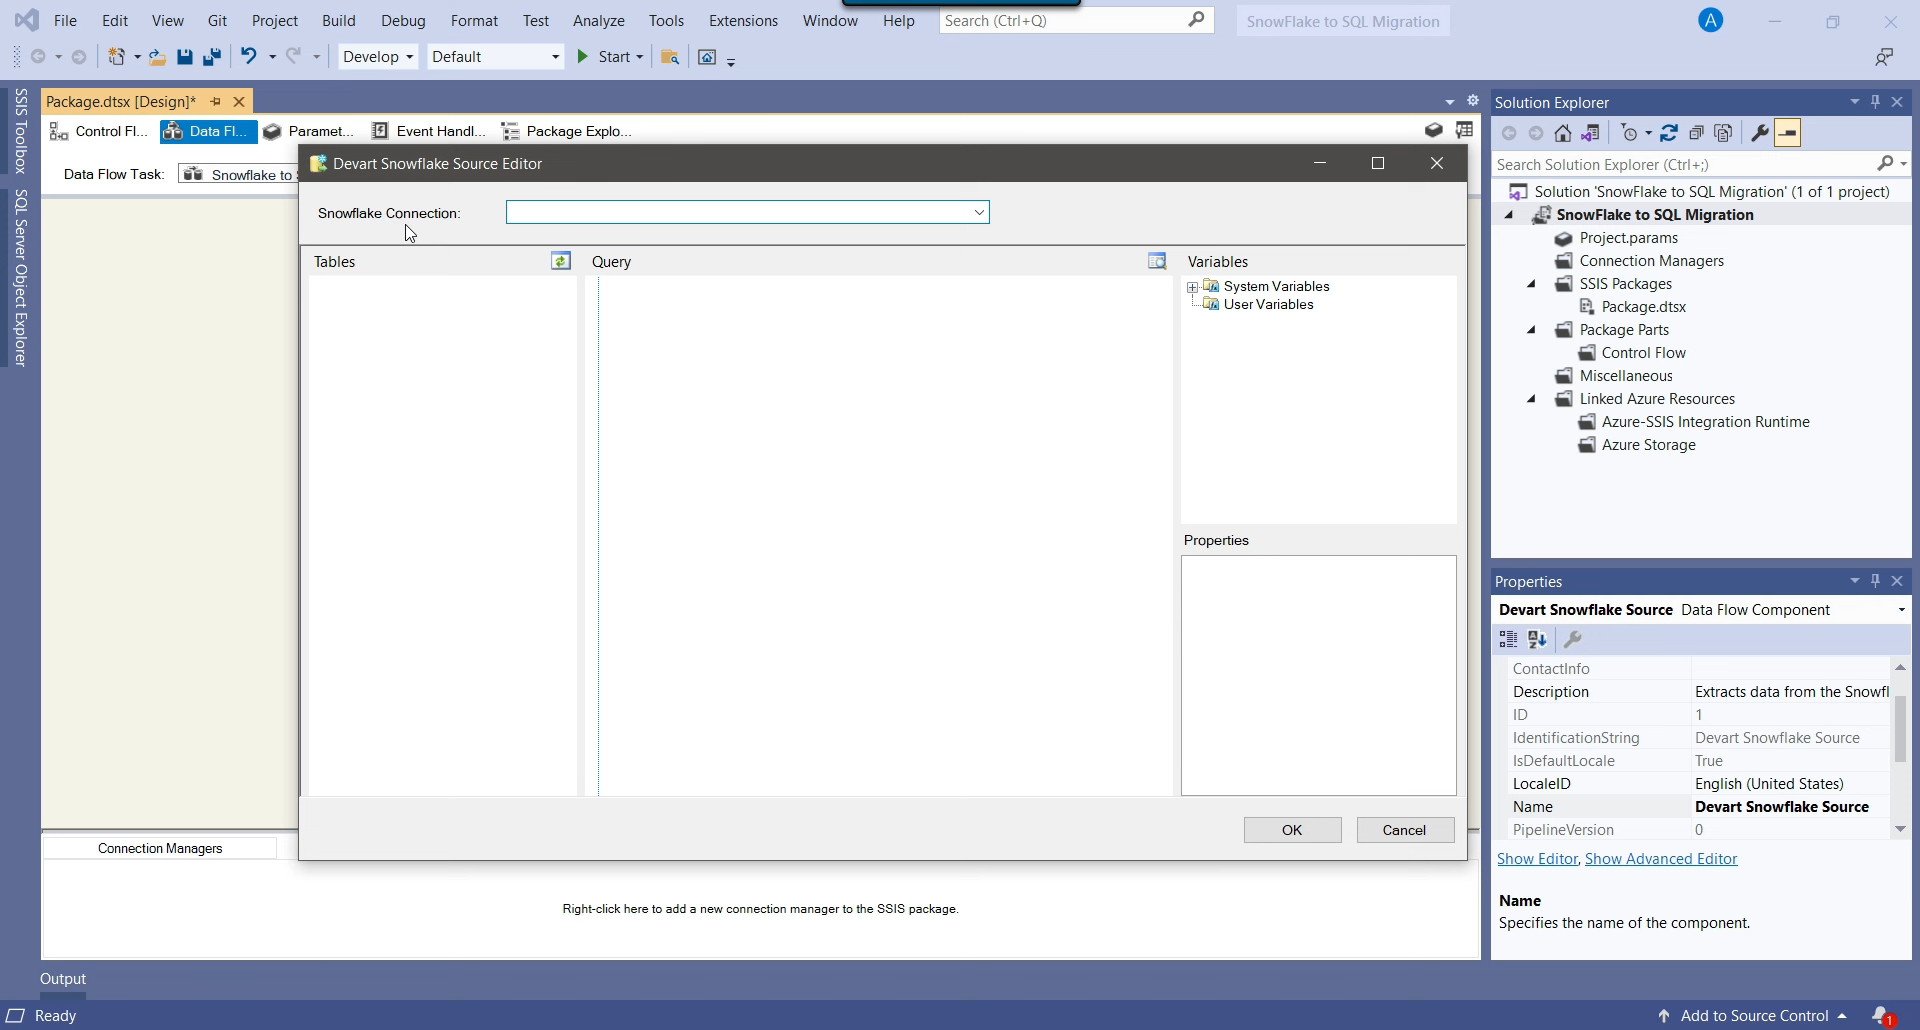 File Edit View Git Project Build Debug Format Test Analyze Tools Extensions Window Help Search (Ctrl+Q) SnowFlake to SQL Migration A
Develop Default Start
SSIS Toolbox
SQL Server Object Explorer
Package.dtsx [Design]*
Control Fl... Data Fl... Paramet... Event Handl... Package Explo...
Data Flow Task: Snowflake to
Devart Snowflake Source Editor
Snowflake Connection:
Tables Query Variables
System Variables
User Variables
Properties
OK Cancel
Connection Managers
Right-click here to add a new connection manager to the SSIS package.
Solution Explorer
Search Solution Explorer (Ctrl+;)
Solution 'SnowFlake to SQL Migration' (1 of 1 project)
SnowFlake to SQL Migration
Project.params
Connection Managers
SSIS Packages
Package.dtsx
Package Parts
Control Flow
Miscellaneous
Linked Azure Resources
Azure-SSIS Integration Runtime
Azure Storage
Properties
Devart Snowflake Source Data Flow Component
ContactInfo
Description Extracts data from the Snowfl
ID 1
IdentificationString Devart Snowflake Source
IsDefaultLocale True
LocaleID English (United States)
Name Devart Snowflake Source
PipelineVersion 0
Show Editor, Show Advanced Editor
Name
Specifies the name of the component.
Output
Ready Add to Source Control 1